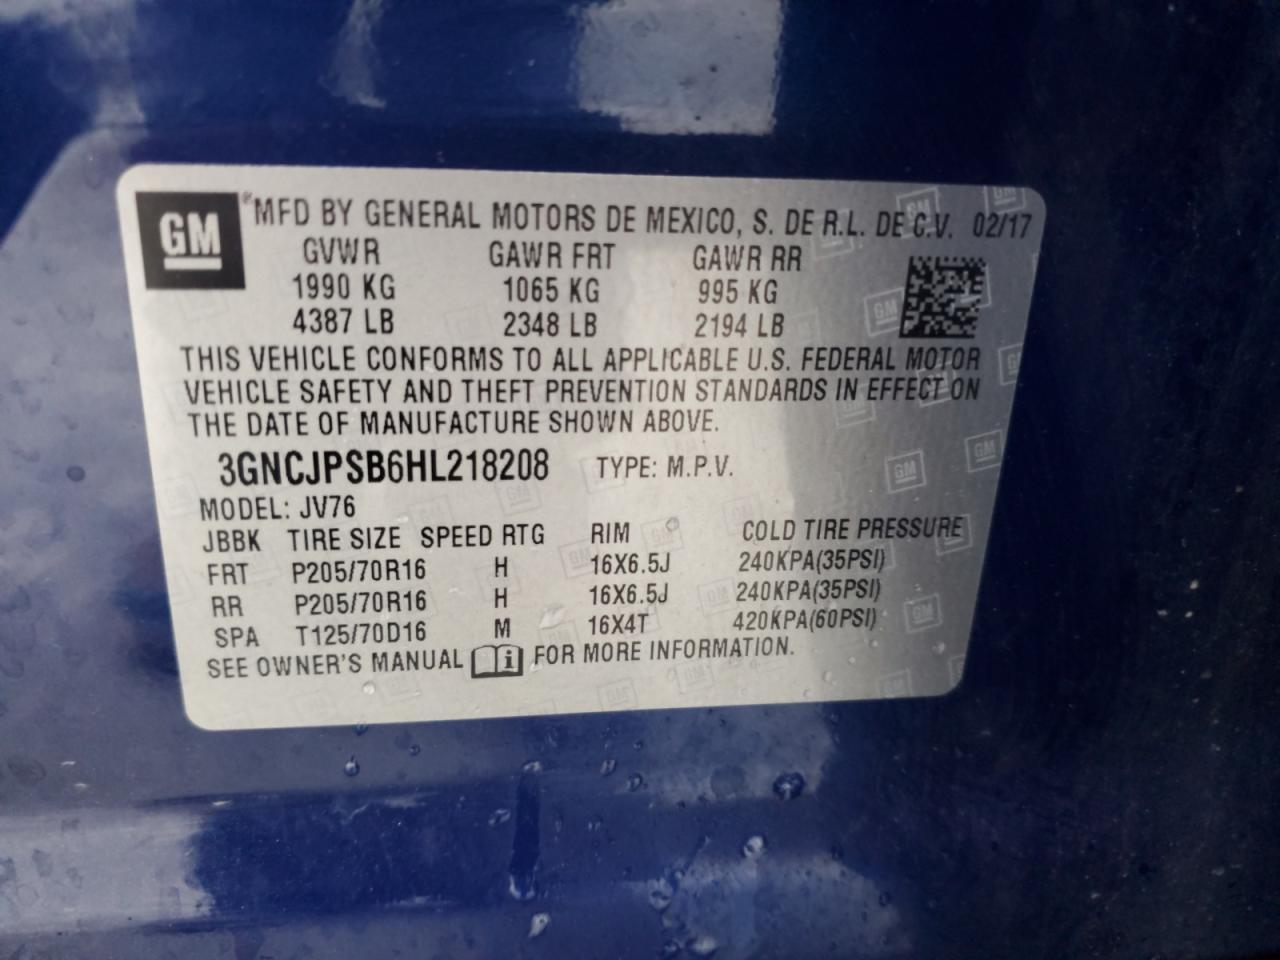 GM ® MFD BY GENERAL MOTORS DE MEXICO, S. DE R.L. DE C.V. 02/17
GVWR GAWR FRT GAWR RR
1990 KG 1065 KG 995 KG
4387 LB 2348 LB 2194 LB
THIS VEHICLE CONFORMS TO ALL APPLICABLE U.S. FEDERAL MOTOR
VEHICLE SAFETY AND THEFT PREVENTION STANDARDS IN EFFECT ON
THE DATE OF MANUFACTURE SHOWN ABOVE.
3GNCJPSB6HL218208 TYPE: M.P.V.
MODEL: JV76
JBBK TIRE SIZE SPEED RTG RIM COLD TIRE PRESSURE
FRT P205/70R16 H 16X6.5J 240KPA(35PSI)
RR P205/70R16 H 16X6.5J 240KPA(35PSI)
SPA T125/70D16 M 16X4T 420KPA(60PSI)
SEE OWNER'S MANUAL i FOR MORE INFORMATION.